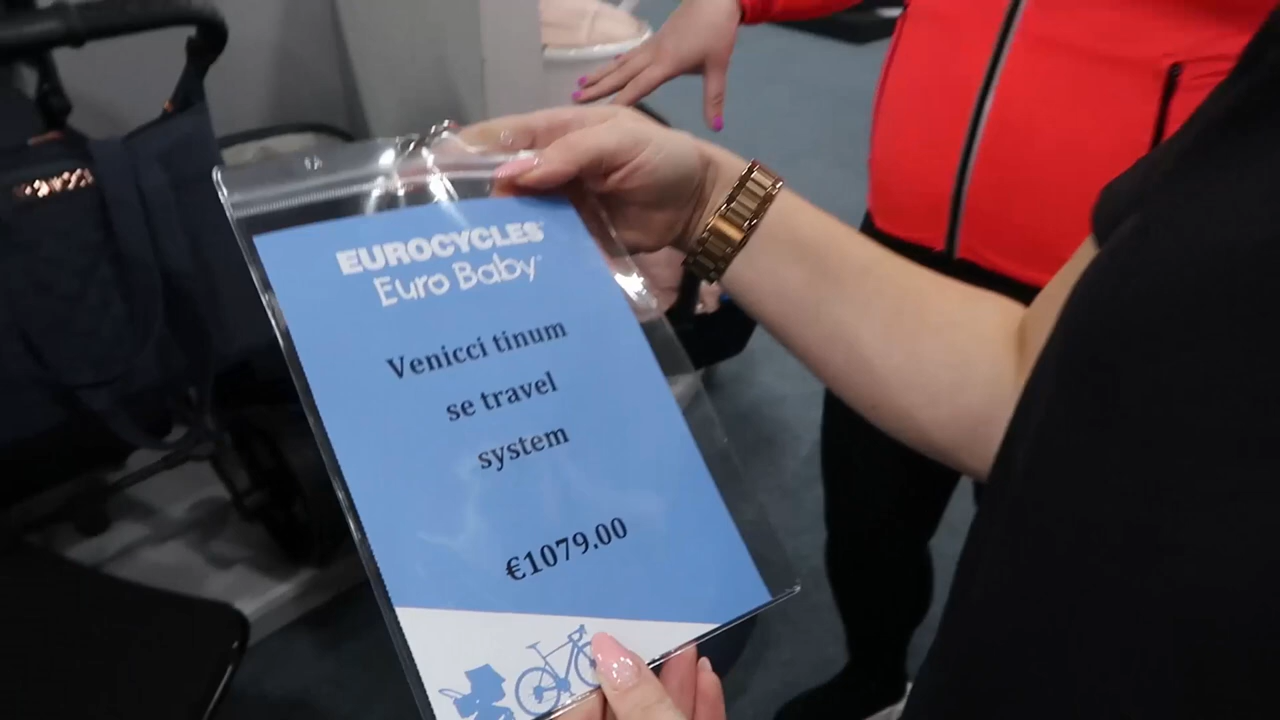 EUROCYCLES
Euro Baby
Venicci tinum
se travel
system
€1079.00